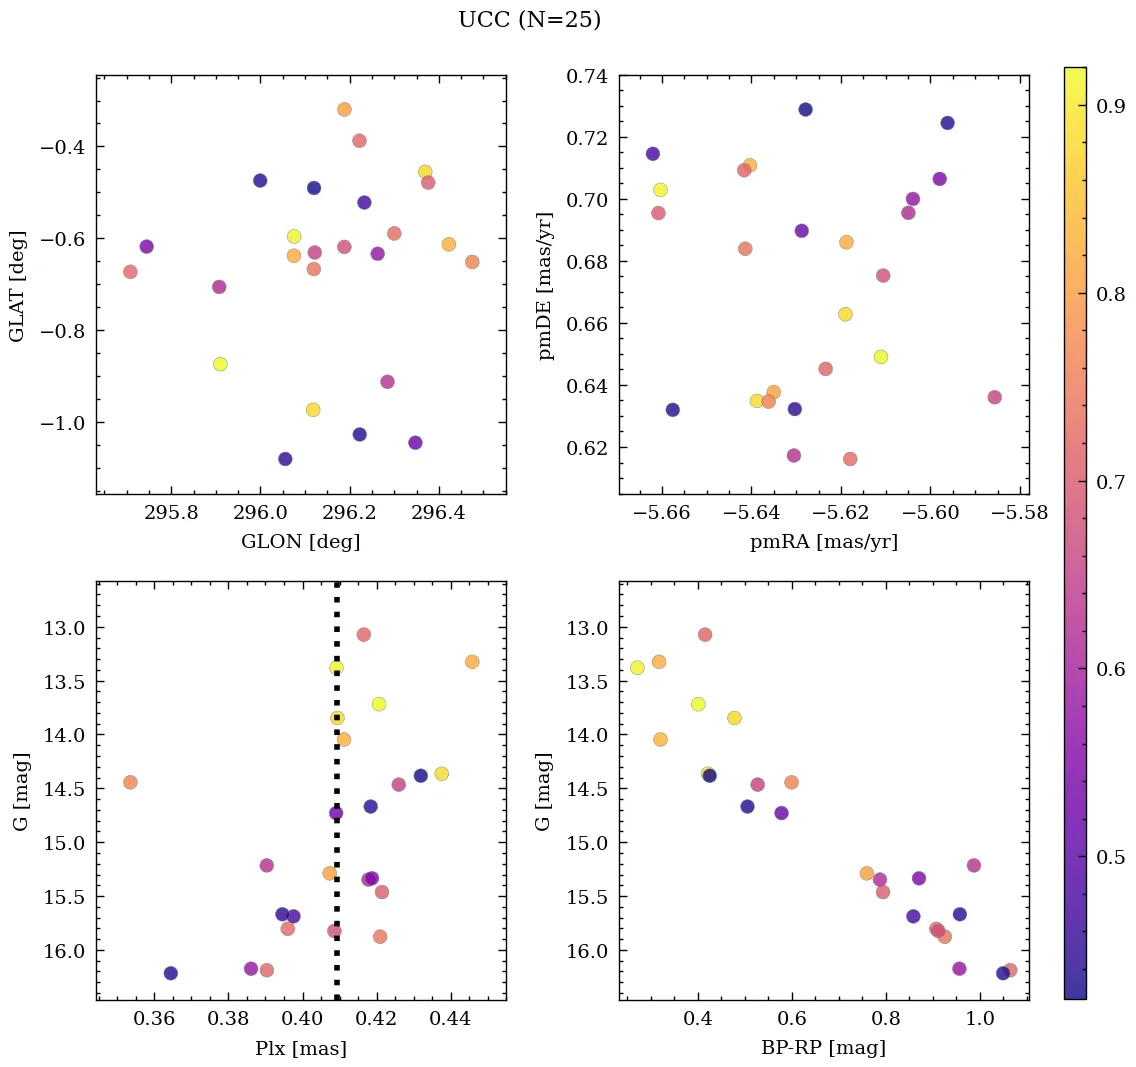 UCC (N=25)
−0.4
−0.6
−0.8
−1.0
GLAT [deg]
295.8 296.0 296.2 296.4
GLON [deg]
0.74
0.72
0.70
0.68
0.66
0.64
0.62
pmDE [mas/yr]
−5.66 −5.64 −5.62 −5.60 −5.58
pmRA [mas/yr]
0.9
0.8
0.7
0.6
0.5
13.0
13.5
14.0
14.5
15.0
15.5
16.0
G [mag]
0.36 0.38 0.40 0.42 0.44
Plx [mas]
13.0
13.5
14.0
14.5
15.0
15.5
16.0
G [mag]
0.4 0.6 0.8 1.0
BP-RP [mag]